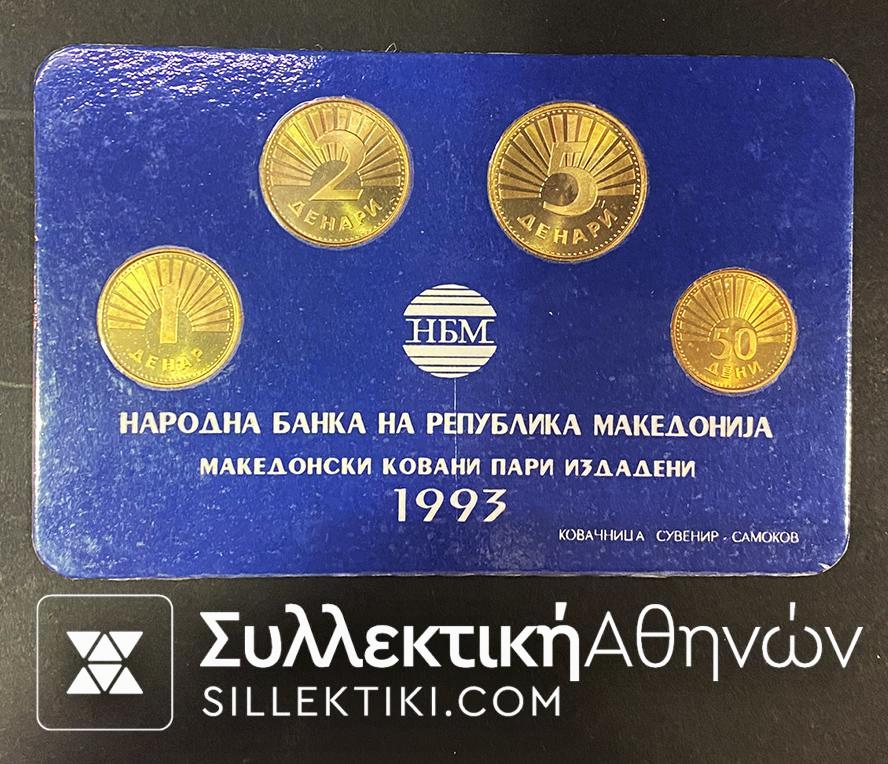 2
ДЕНАРИ
5
ДЕНАРИ
1
ДЕНАР
НБМ
50
ДЕНИ
НАРОДНА БАНКА НА РЕПУБЛИКА МАКЕДОНИЈА
МАКЕДОНСКИ КОВАНИ ПАРИ ИЗДАДЕНИ
1993
КОВАЧНИЦА СУВЕНИР - САМОКОВ
ΣυλλεκτικήΑθηνών
SILLEKTIKI.COM